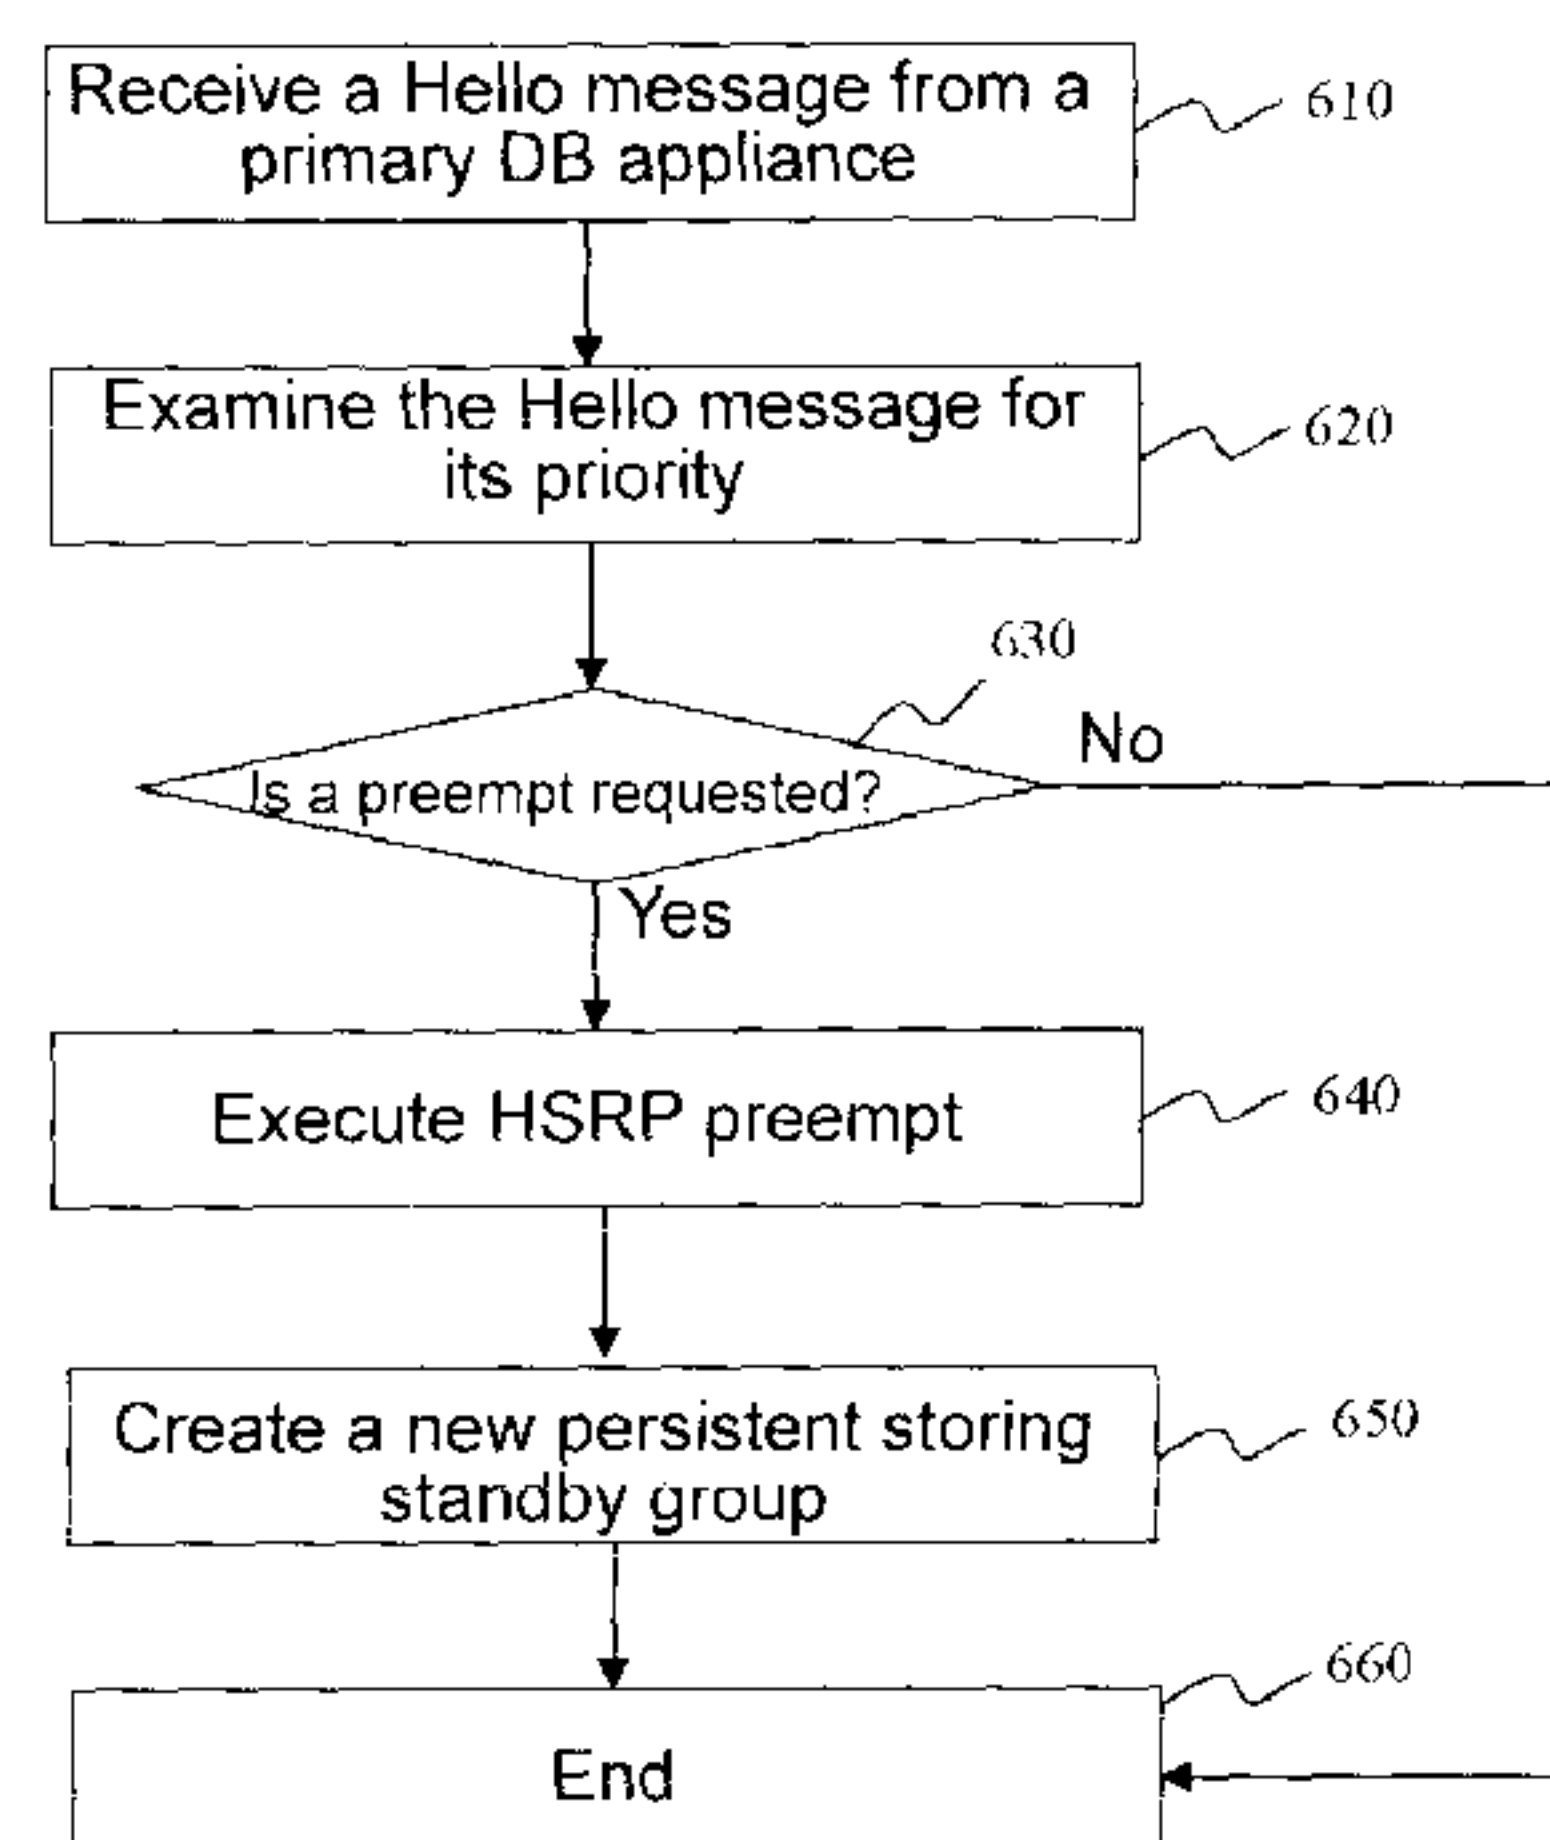 Receive a Hello message from a
primary DB appliance
610
Examine the Hello message for
its priority
620
630
Is a preempt requested?
No
Yes
Execute HSRP preempt
640
Create a new persistent storing
standby group
650
660
End